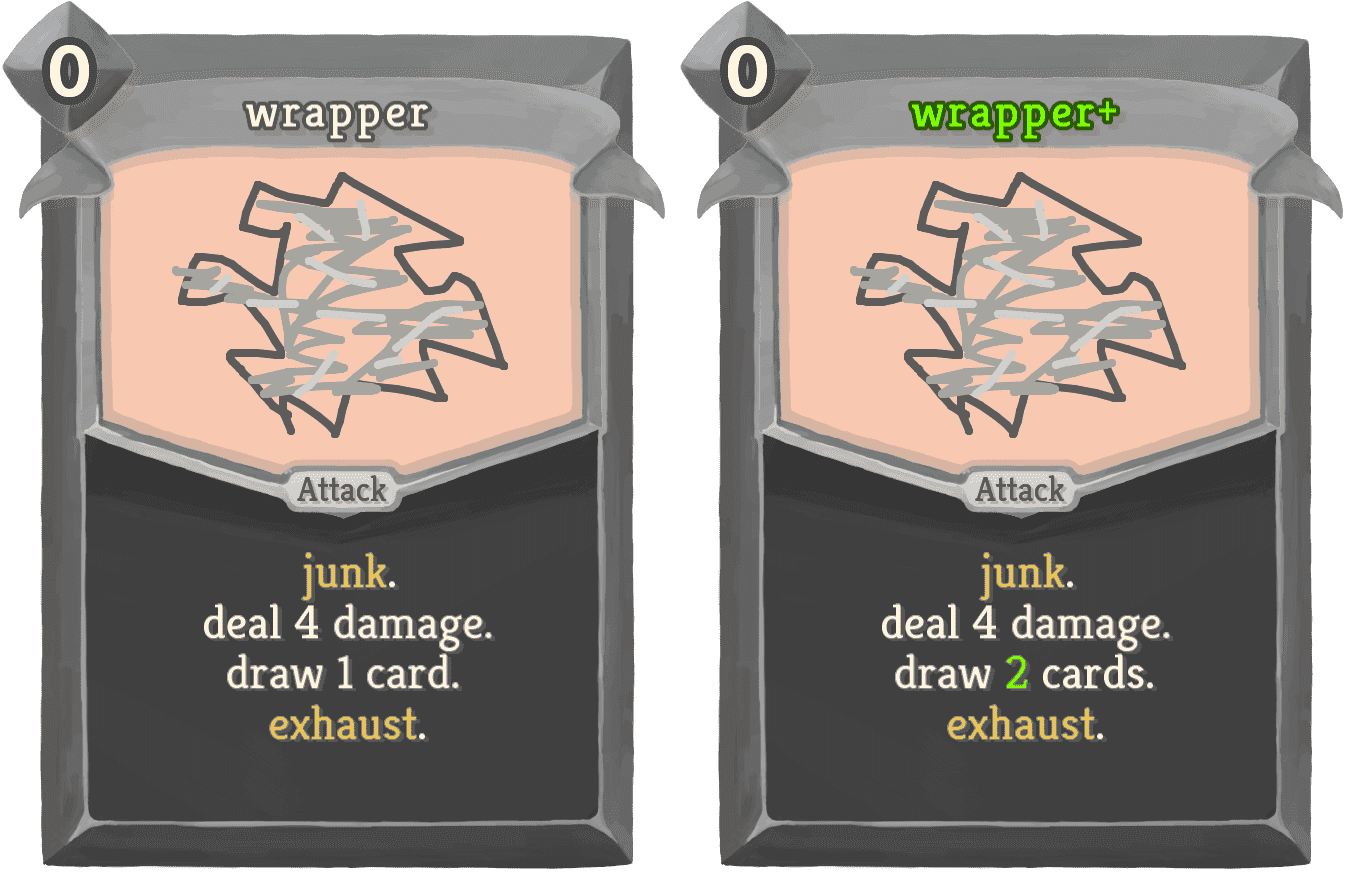 0
wrapper
Attack
junk.
deal 4 damage.
draw 1 card.
exhaust.
0
wrapper+
Attack
junk.
deal 4 damage.
draw 2 cards.
exhaust.